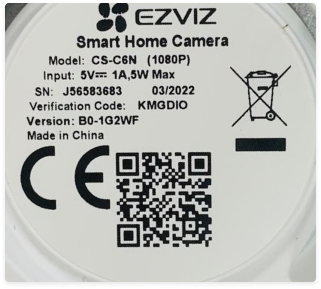 EZVIZ
Smart Home Camera
Model: CS-C6N (1080P)
Input: 5V⎓ 1A,5W Max
SN: J56583683 03/2022
Verification Code: KMGDIO
Version: B0-1G2WF
Made in China
CE